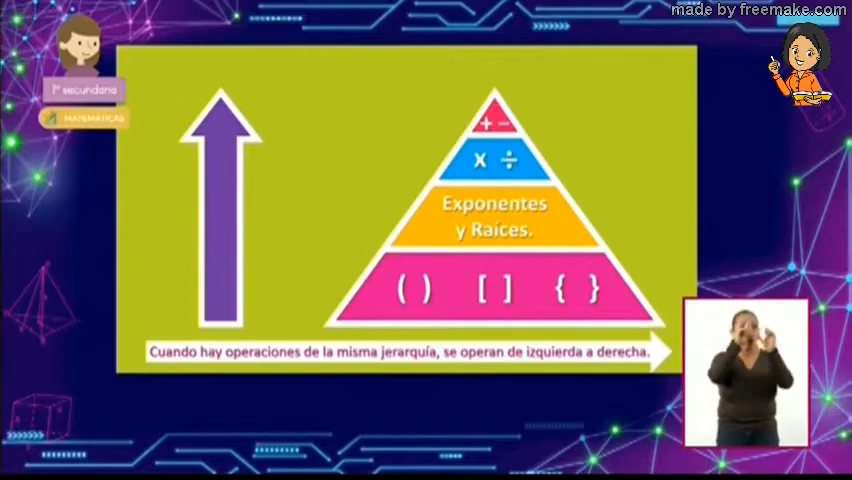 made by freemake.com
1° secundaria
MATEMÁTICAS
+ −
x ÷
Exponentes
y Raíces.
( ) [ ] { }
Cuando hay operaciones de la misma jerarquía, se operan de izquierda a derecha.